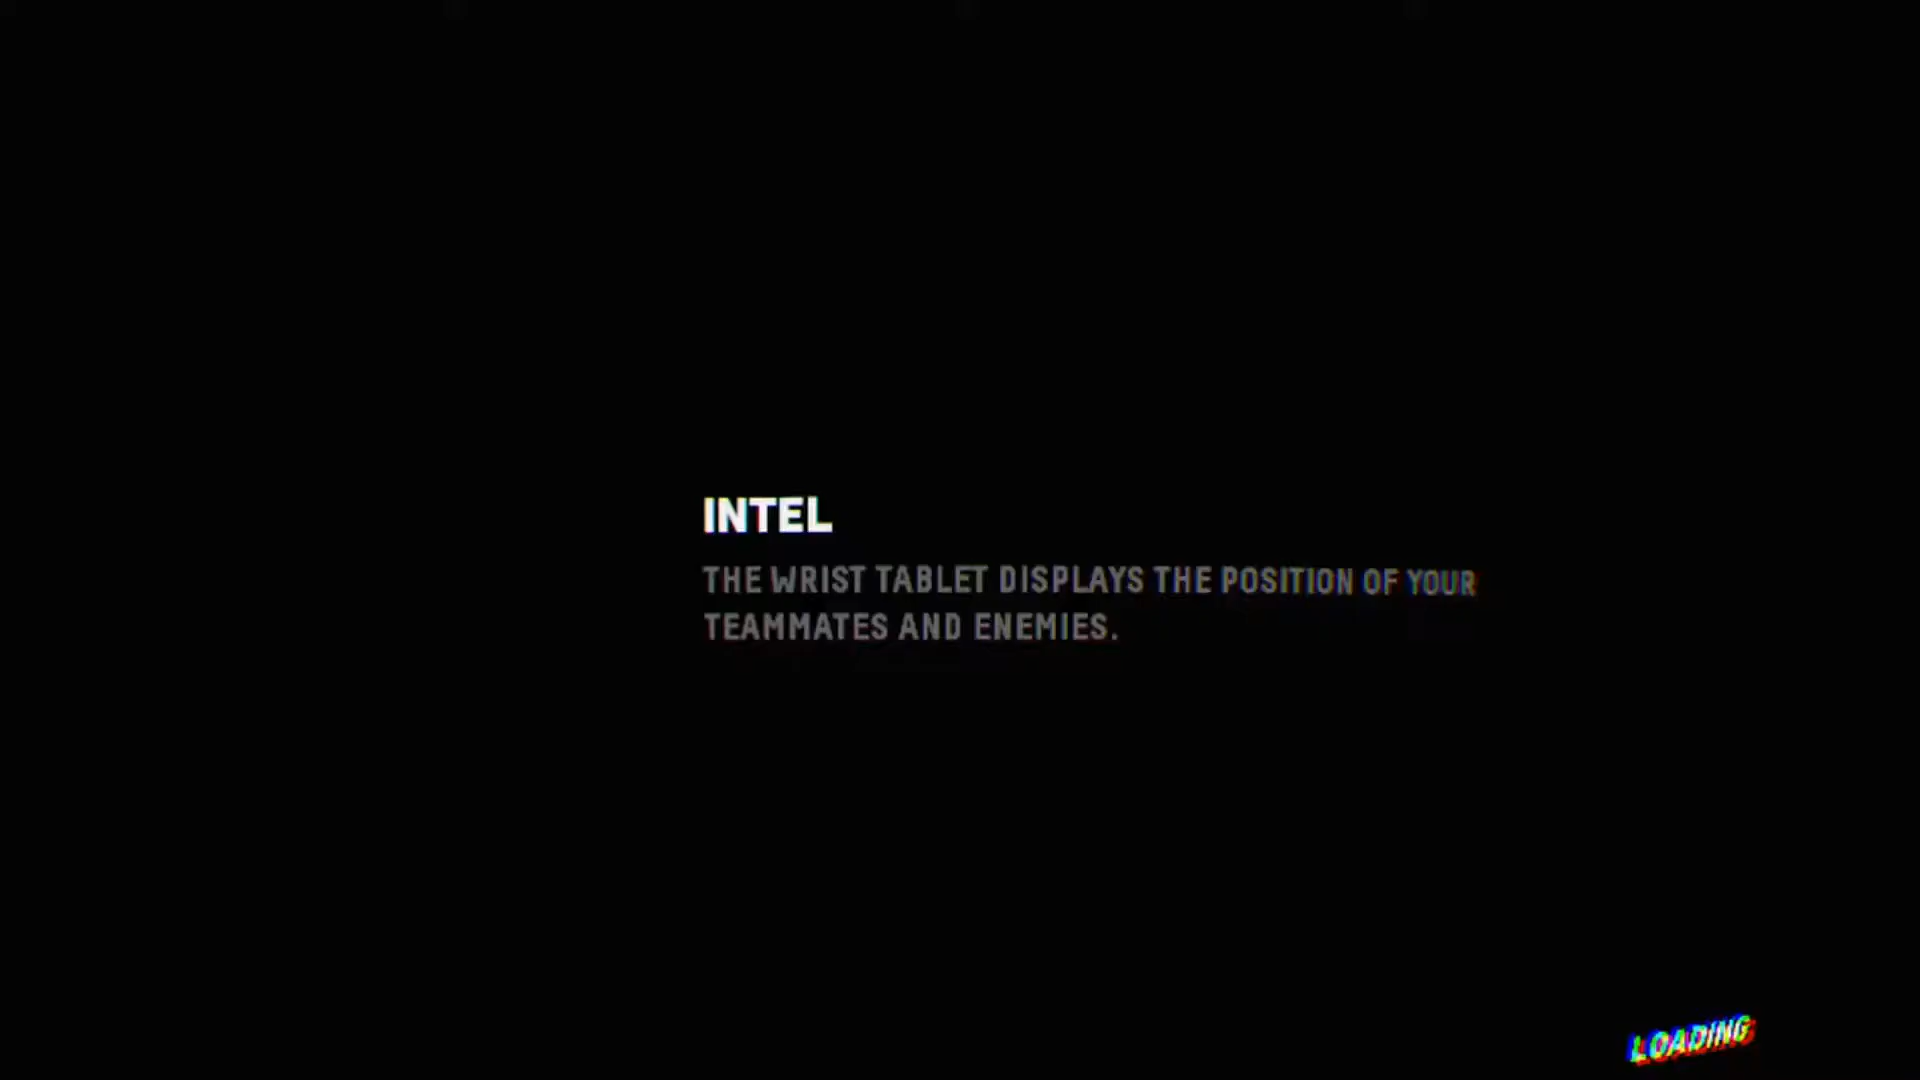 INTEL
THE WRIST TABLET DISPLAYS THE POSITION OF YOUR
TEAMMATES AND ENEMIES.
LOADING